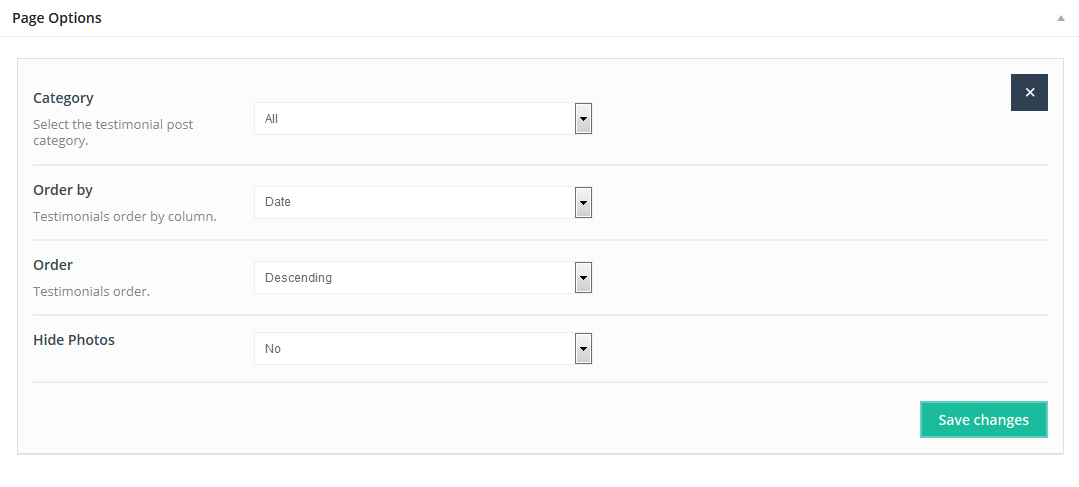 Page Options
Category
Select the testimonial post
category.
All
Order by
Testimonials order by column.
Date
Order
Testimonials order.
Descending
Hide Photos
No
Save changes